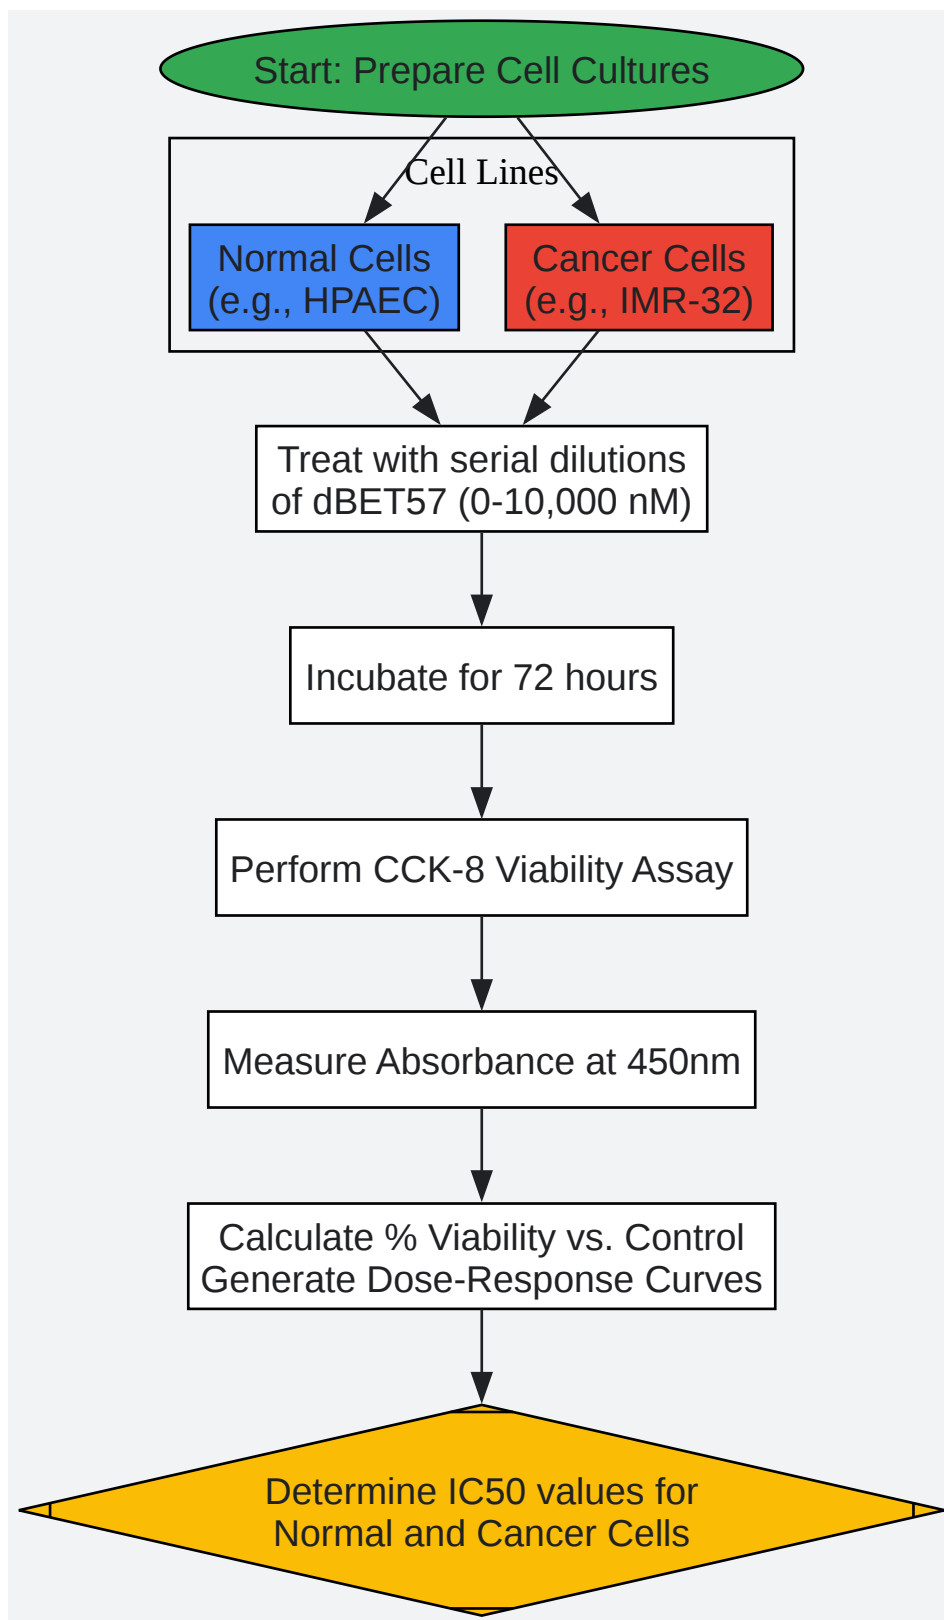 Start: Prepare Cell Cultures
Cell Lines
Normal Cells
(e.g., HPAEC)
Cancer Cells
(e.g., IMR-32)
Treat with serial dilutions
of dBET57 (0-10,000 nM)
Incubate for 72 hours
Perform CCK-8 Viability Assay
Measure Absorbance at 450nm
Calculate % Viability vs. Control
Generate Dose-Response Curves
Determine IC50 values for
Normal and Cancer Cells